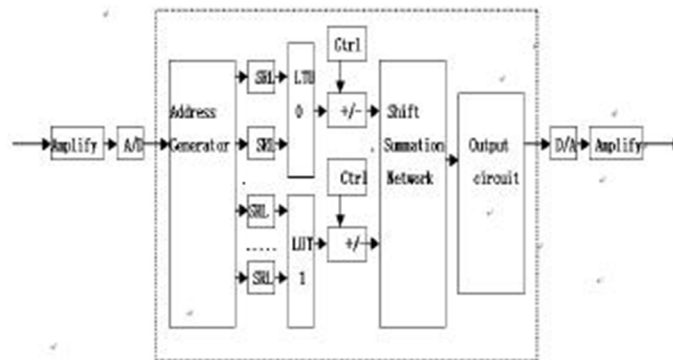 Ctrl
SRL
LTU
0
Address
Generator
+/-
Shift
Summation
Network
Amplify
A/D
SRL
Output
circuit
D/A
Amplify
Ctrl
SRL
.....
LUT
1
+/
SRL